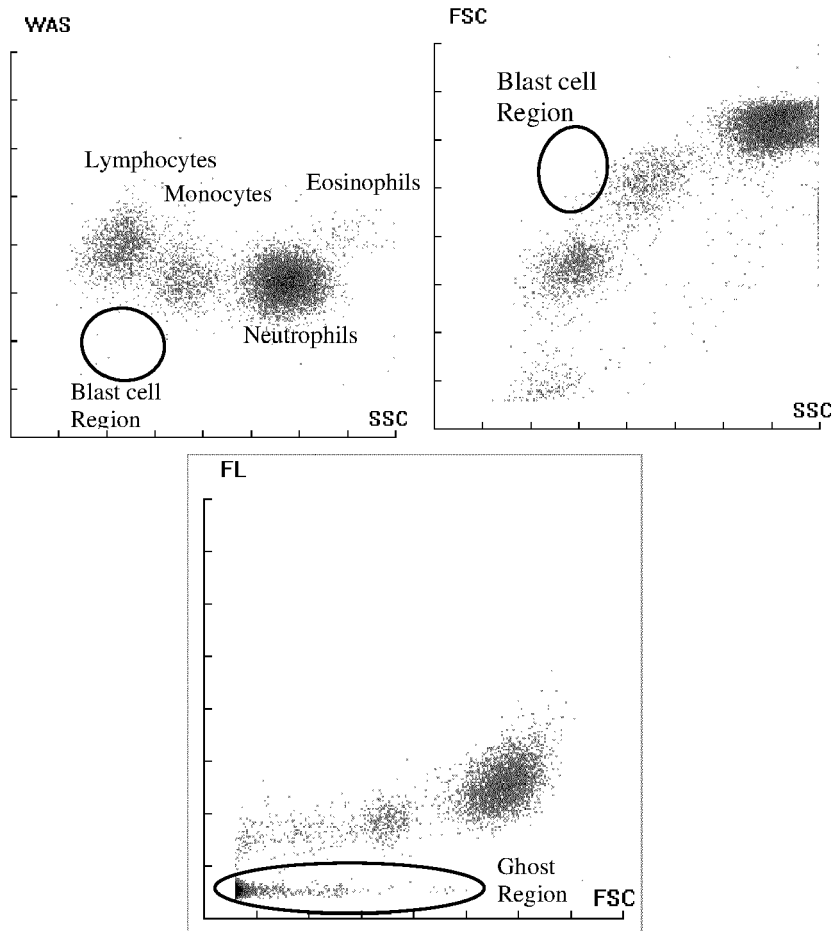 WAS
Lymphocytes
Monocytes
Eosinophils
Neutrophils
Blast cell
Region
SSC
FSC
Blast cell
Region
SSC
FL
Ghost
Region
FSC